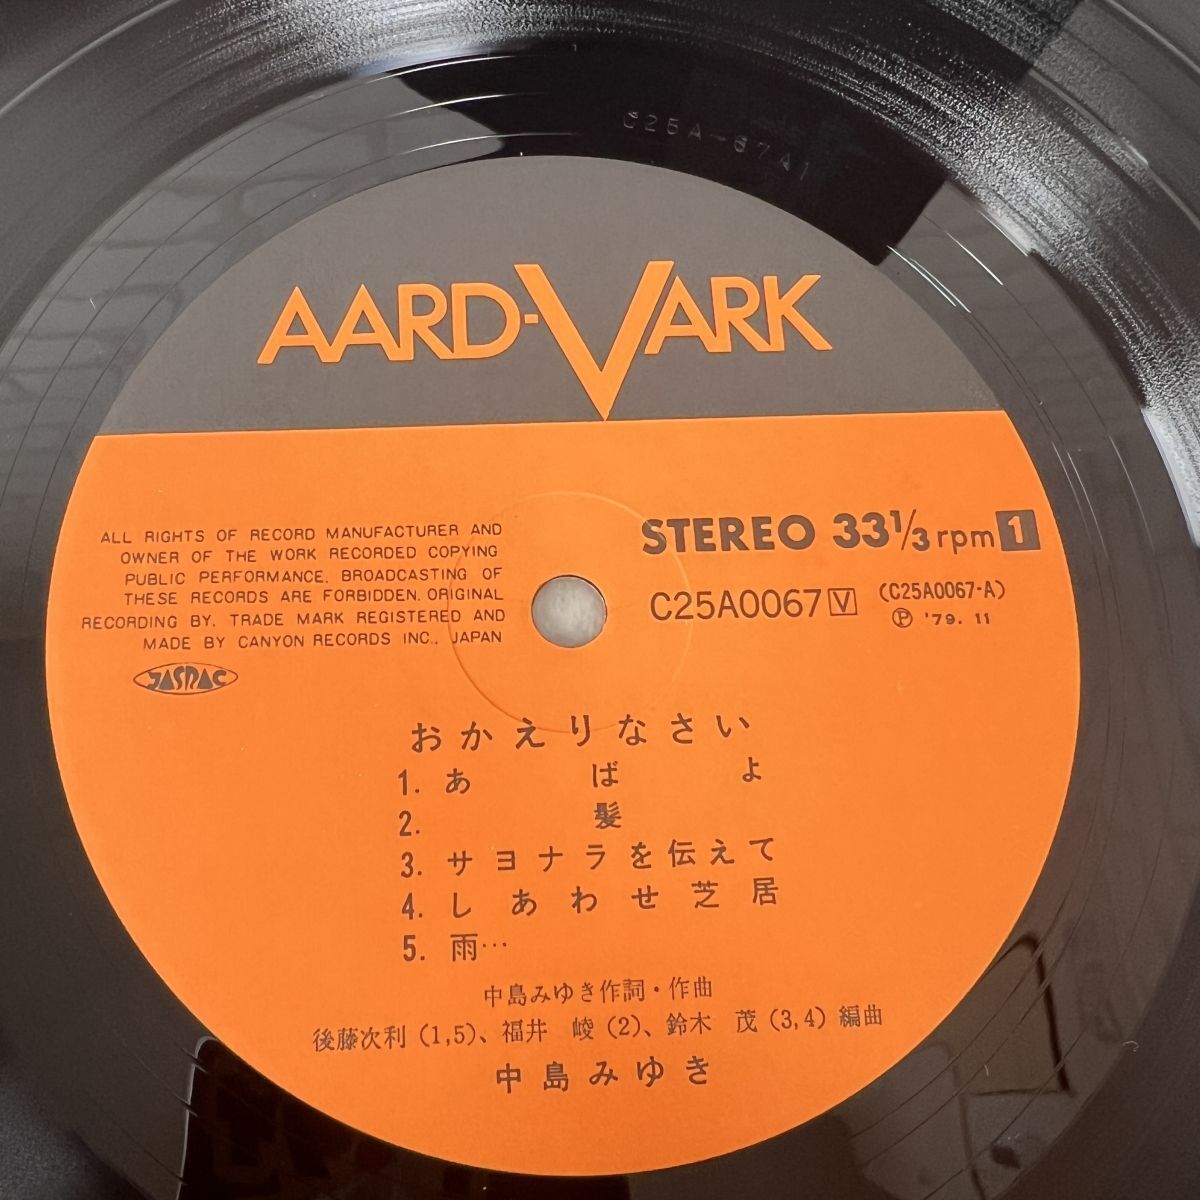 C25A-67A1
AARD-VARK
ALL RIGHTS OF RECORD MANUFACTURER AND
OWNER OF THE WORK RECORDED COPYING
PUBLIC PERFORMANCE, BROADCASTING OF
THESE RECORDS ARE FORBIDDEN. ORIGINAL
RECORDING BY, TRADE MARK REGISTERED AND
MADE BY CANYON RECORDS INC., JAPAN
JASRAC
STEREO 33 1/3 rpm 1
C25A0067 V (C25A0067-A)
Ⓟ '79. 11
おかえりなさい
1. あばよ
2. 髪
3. サヨナラを伝えて
4. しあわせ芝居
5. 雨…
中島みゆき作詞・作曲
後藤次利(1,5)、福井 崚(2)、鈴木 茂(3,4)編曲
中島みゆき